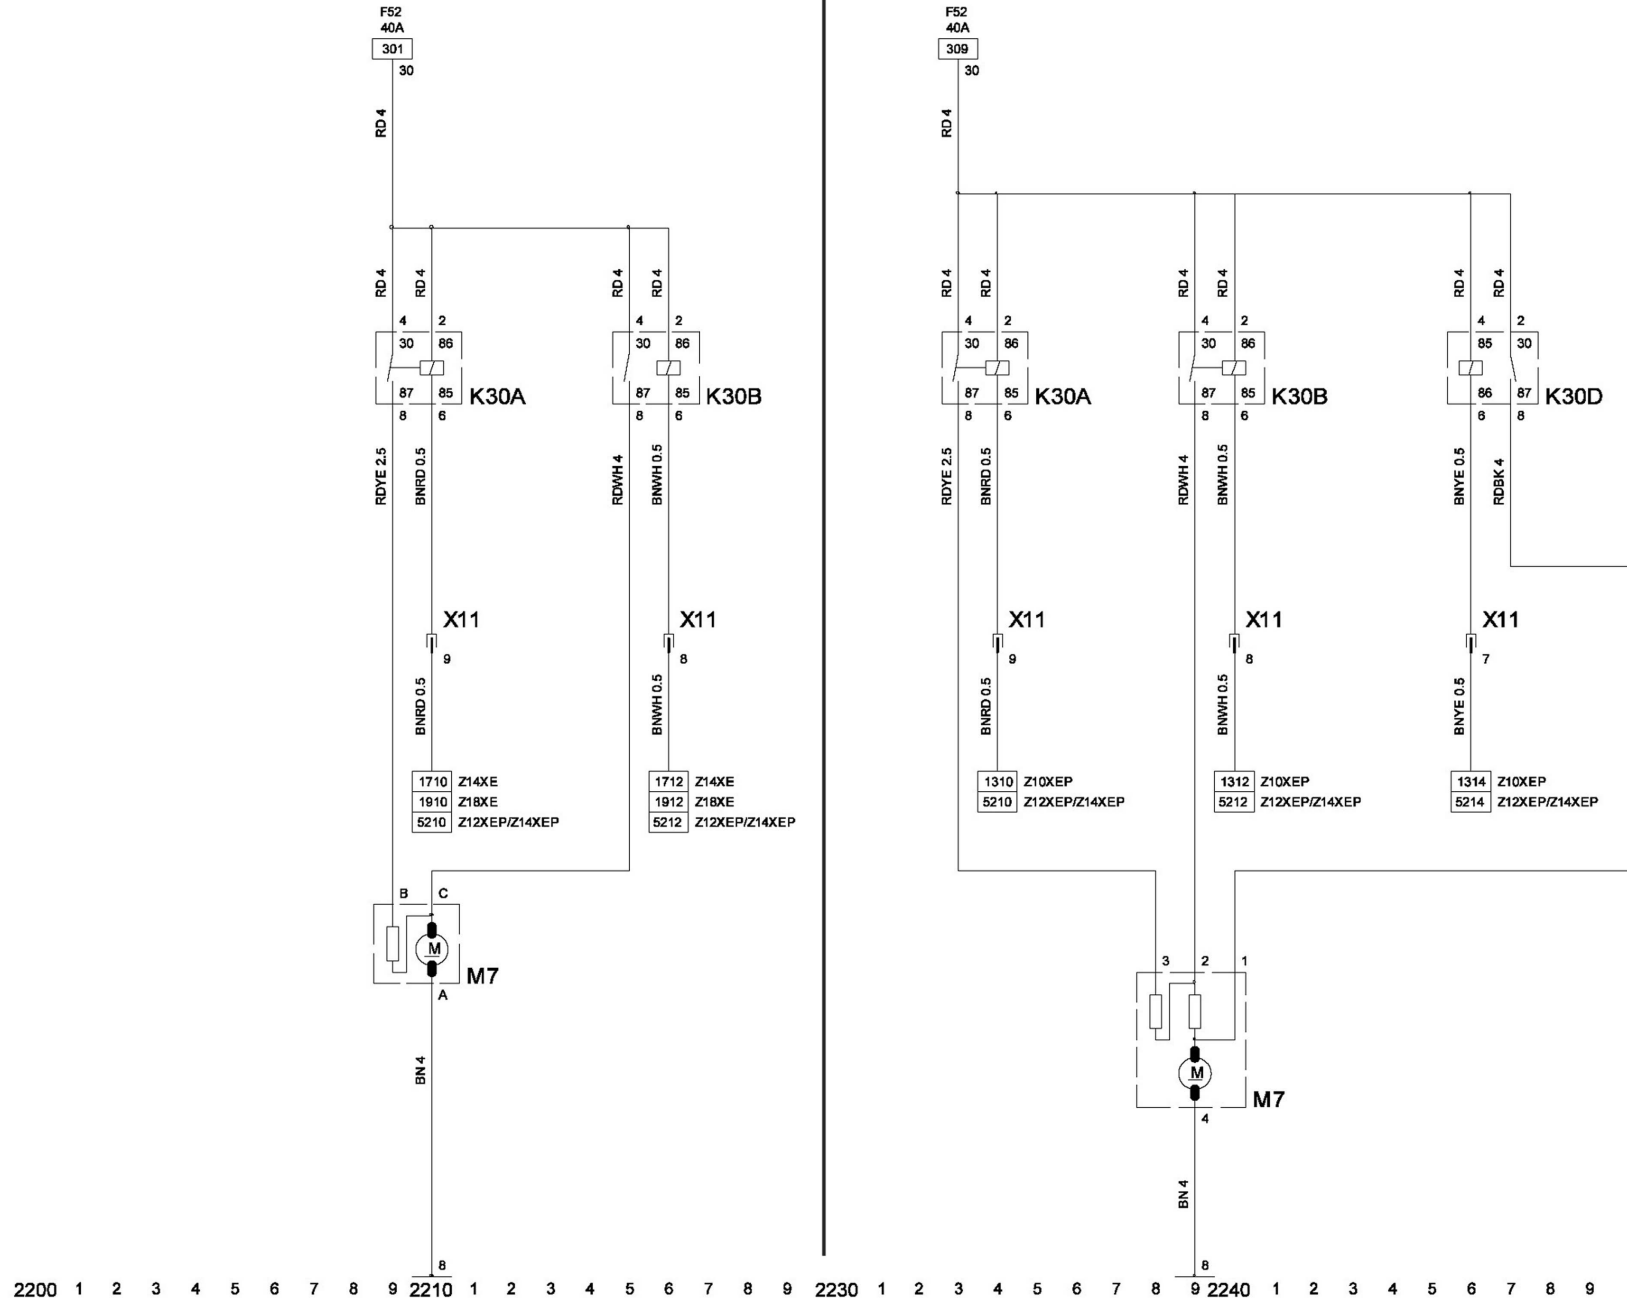 F52
F52
40A
40A
301
309
30
30
RD 4
RD 4
RD 4
RD 4
RD 4
RD 4
RD 4
RD 4
RD 4
RD 4
RD 4
RD 4
4
2
4
2
4
2
4
2
4
2
30
86
30
86
30
86
30
86
85
30
87
85
K30A
87
85
K30B
87
85
K30A
87
85
K30B
86
87
K30D
8
6
8
6
8
6
8
6
6
8
RDYE 2.5
BNRD 0.5
RDWH 4
BNWH 0.5
RDYE 2.5
BNRD 0.5
RDWH 4
BNWH 0.5
BNYE 0.5
RDBK 4
X11
X11
X11
X11
X11
9
8
9
8
7
BNRD 0.5
BNWH 0.5
BNRD 0.5
BNWH 0.5
BNYE 0.5
1710 Z14XE
1712 Z14XE
1310 Z10XEP
1312 Z10XEP
1314 Z10XEP
1910 Z18XE
1912 Z18XE
5210 Z12XEP/Z14XEP
5212 Z12XEP/Z14XEP
5214 Z12XEP/Z14XEP
5210 Z12XEP/Z14XEP
5212 Z12XEP/Z14XEP
B
C
M
M7
A
3
2
1
M
M7
4
BN 4
BN 4
8
8
2200 1 2 3 4 5 6 7 8 9 2210 1 2 3 4 5 6 7 8 9 2230 1 2 3 4 5 6 7 8 9 2240 1 2 3 4 5 6 7 8 9